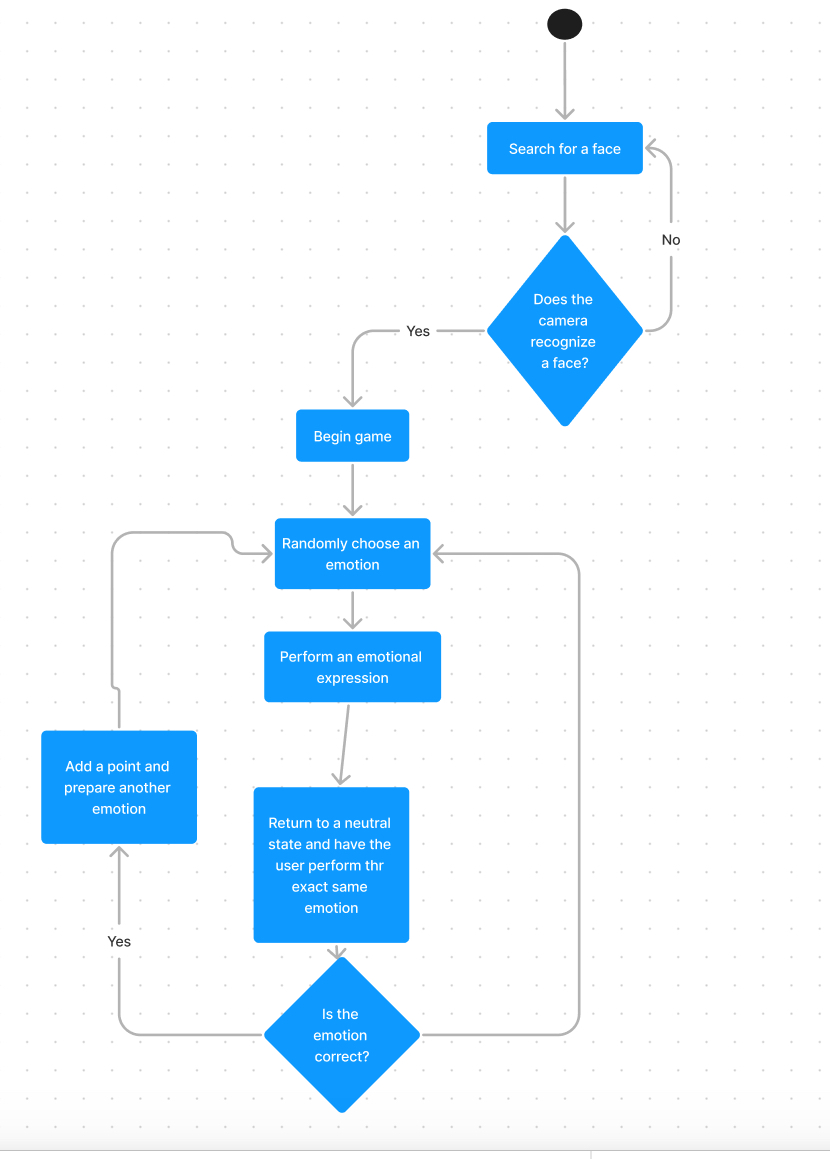 Search for a face
No
Does the
camera
recognize
a face?
Yes
Begin game
Randomly choose an
emotion
Perform an emotional
expression
Add a point and
prepare another
emotion
Return to a neutral
state and have the
user perform thr
exact same
emotion
Yes
Is the
emotion
correct?